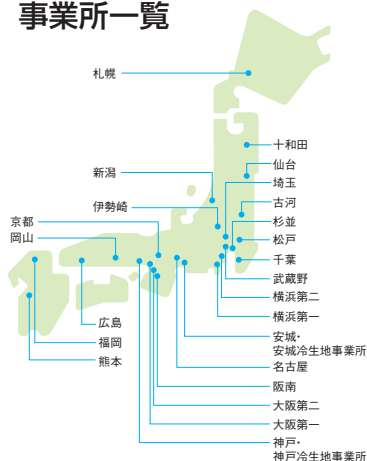 事業所一覧
札幌
十和田
仙台
新潟
埼玉
古河
伊勢崎
京都
杉並
岡山
松戸
千葉
武蔵野
横浜第二
横浜第一
広島
安城・
安城冷生地事業所
福岡
熊本
名古屋
阪南
大阪第二
大阪第一
神戸・
神戸冷生地事業所